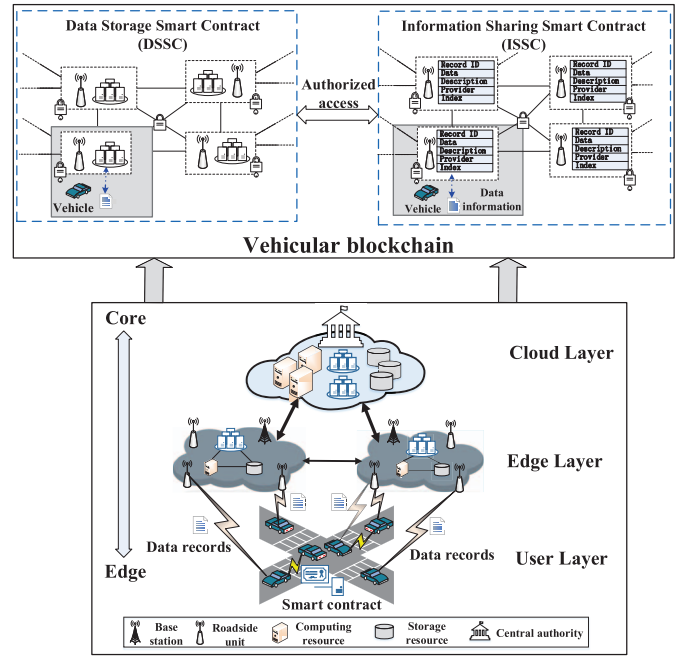 Data Storage Smart Contract
(DSSC)
Information Sharing Smart Contract
(ISSC)
Record ID
Data
Description
Provider
Index
Record ID
Data
Description
Provider
Index
Authorized
access
Record ID
Data
Description
Provider
Index
Record ID
Data
Description
Provider
Index
Vehicle
Vehicle
Data
information
Vehicular blockchain
Core
Cloud Layer
Edge Layer
Data records
Data records
User Layer
Edge
Smart contract
Base
station
Roadside
unit
Computing
resource
Storage
resource
Central authority